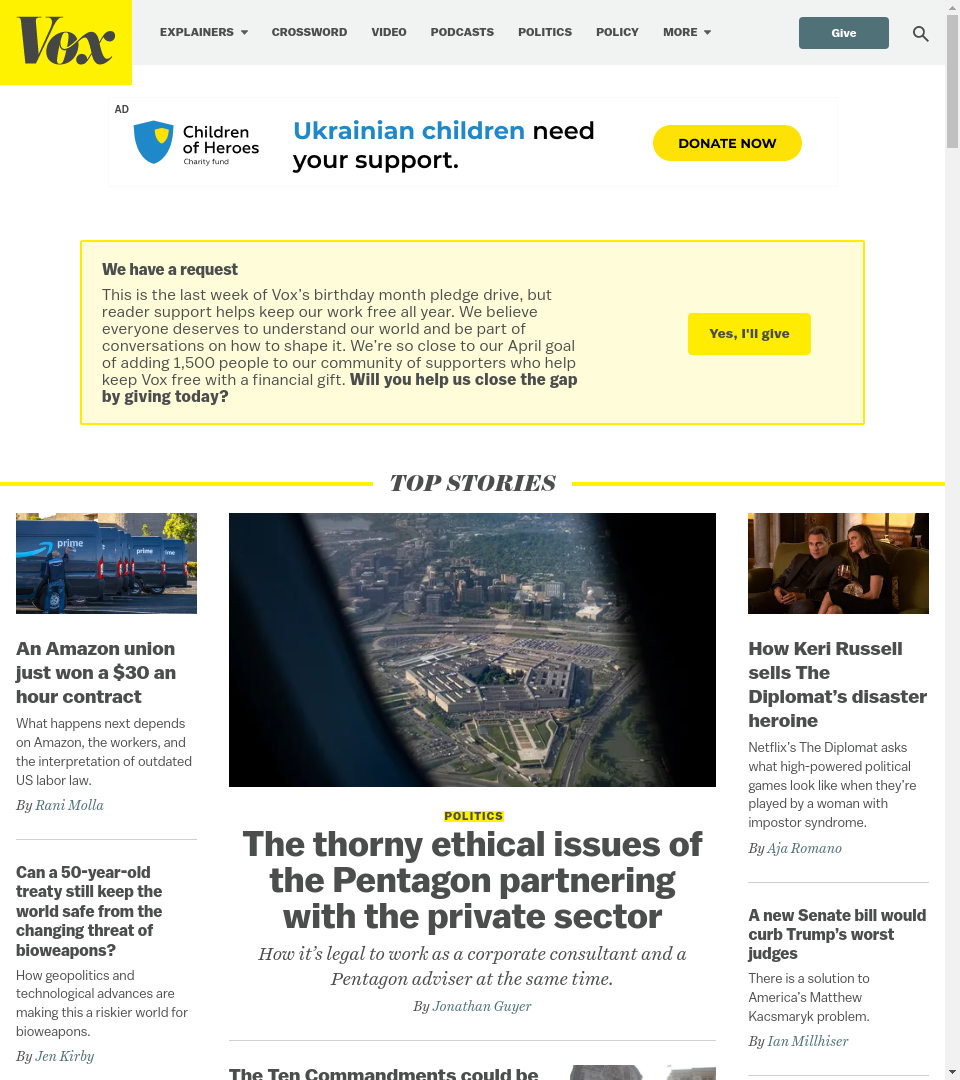 Vox
EXPLAINERS
CROSSWORD
VIDEO
PODCASTS
POLITICS
POLICY
MORE
Give
AD
Children
of Heroes
Charity fund
Ukrainian children need
your support.
DONATE NOW
We have a request
This is the last week of Vox’s birthday month pledge drive, but
reader support helps keep our work free all year. We believe
everyone deserves to understand our world and be part of
conversations on how to shape it. We’re so close to our April goal
of adding 1,500 people to our community of supporters who help
keep Vox free with a financial gift. Will you help us close the gap
by giving today?
Yes, I'll give
TOP STORIES
prime
prime
ime
An Amazon union
just won a $30 an
hour contract
What happens next depends
on Amazon, the workers, and
the interpretation of outdated
US labor law.
By Rani Molla
Can a 50-year-old
treaty still keep the
world safe from the
changing threat of
bioweapons?
How geopolitics and
technological advances are
making this a riskier world for
bioweapons.
By Jen Kirby
POLITICS
The thorny ethical issues of
the Pentagon partnering
with the private sector
How it’s legal to work as a corporate consultant and a
Pentagon adviser at the same time.
By Jonathan Guyer
The Ten Commandments could be
How Keri Russell
sells The
Diplomat’s disaster
heroine
Netflix’s The Diplomat asks
what high-powered political
games look like when they’re
played by a woman with
impostor syndrome.
By Aja Romano
A new Senate bill would
curb Trump’s worst
judges
There is a solution to
America’s Matthew
Kacsmaryk problem.
By Ian Millhiser